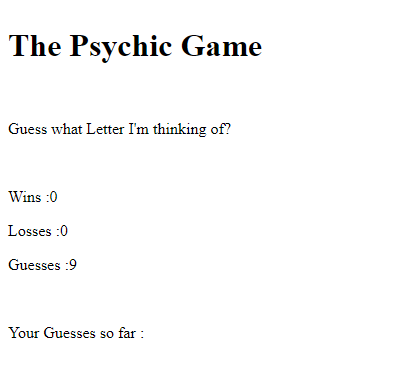 The Psychic Game
Guess what Letter I'm thinking of?
Wins :0
Losses :0
Guesses :9
Your Guesses so far :